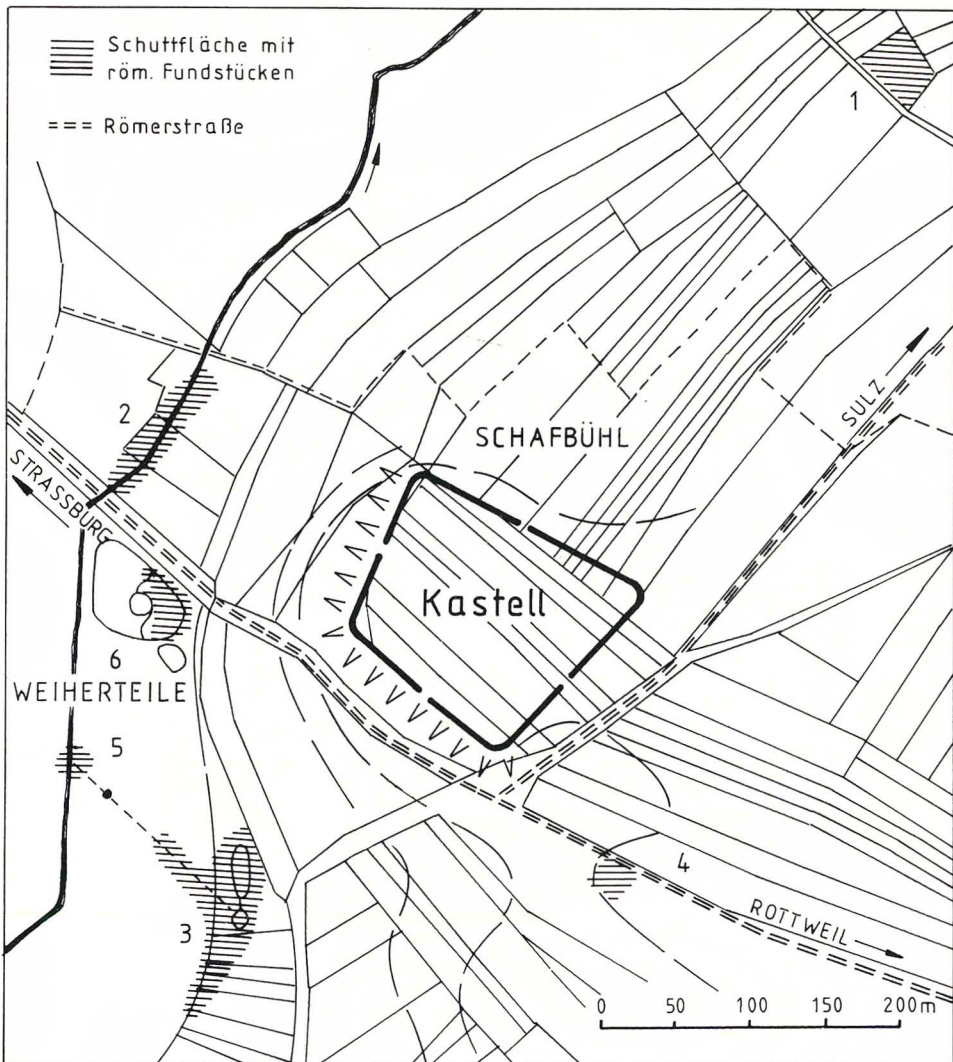 Schuttfläche mit
röm. Fundstücken
Römerstraße
1
2
SULZ
SCHAFBÜHL
STRASSBURG
Kastell
6
WEIHERTEILE
5
4
3
ROTTWEIL
0 50 100 150 200m